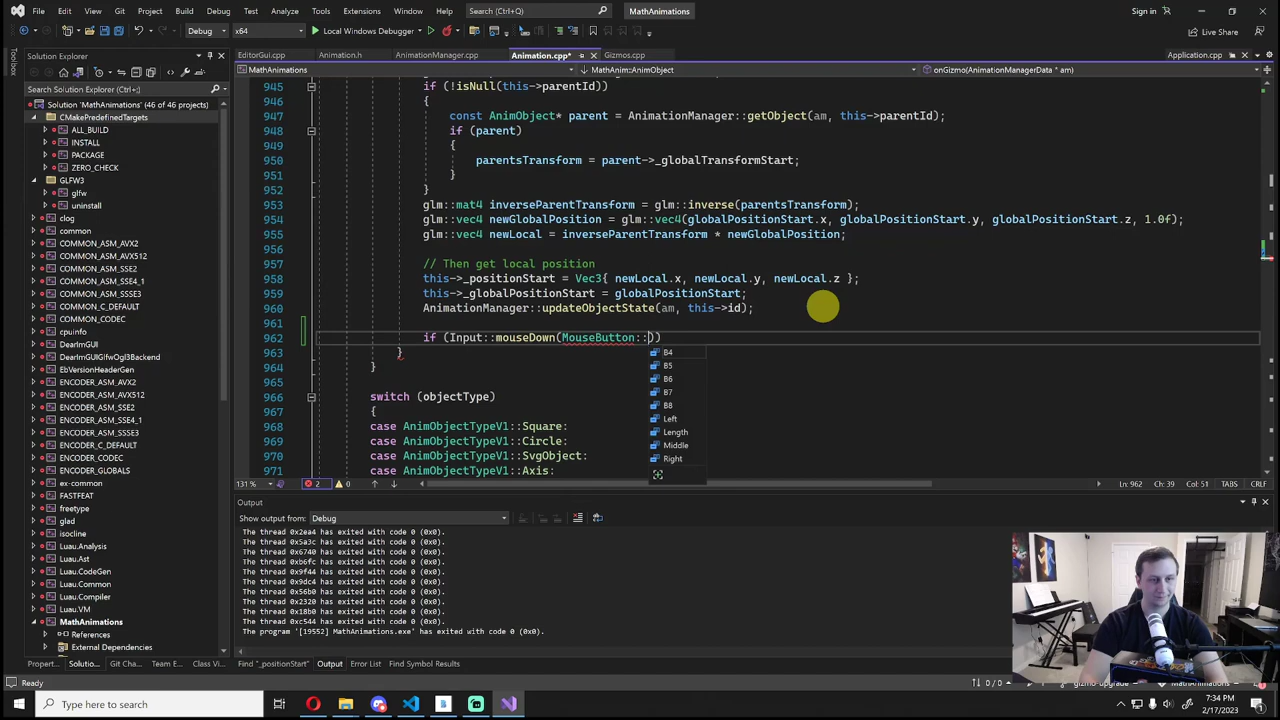 File Edit View Git Project Build Debug Test Analyze Tools Extensions Window Help Search (Ctrl+Q) MathAnimations Sign in
Debug x64 Local Windows Debugger Live Share
Toolbox
Solution Explorer
Search Solution Explorer (Ctrl+;)
Solution 'MathAnimations' (46 of 46 projects)
CMakePredefinedTargets
ALL_BUILD
INSTALL
PACKAGE
ZERO_CHECK
GLFW3
glfw
uninstall
clog
common
COMMON_ASM_AVX2
COMMON_ASM_AVX512
COMMON_ASM_SSE2
COMMON_ASM_SSE4_1
COMMON_ASM_SSSE3
COMMON_C_DEFAULT
COMMON_CODEC
cpuinfo
DearImGUI
DearImGuiGlfwOgl3Backend
EbVersionHeaderGen
ENCODER_ASM_AVX2
ENCODER_ASM_AVX512
ENCODER_ASM_SSE2
ENCODER_ASM_SSE4_1
ENCODER_ASM_SSSE3
ENCODER_C_DEFAULT
ENCODER_CODEC
ENCODER_GLOBALS
ex-common
FASTFEAT
freetype
glad
isocline
Luau.Analysis
Luau.Ast
Luau.CodeGen
Luau.Common
Luau.Compiler
Luau.VM
MathAnimations
References
External Dependencies
Propert... Solutio... Git Cha... Team E... Class Vi...
EditorGui.cpp Animation.h AnimationManager.cpp Animation.cpp* Gizmos.cpp Application.cpp
MathAnimations MathAnim::AnimObject onGizmo(AnimationManagerData * am)
945 if (!isNull(this->parentId))
946 {
947 const AnimObject* parent = AnimationManager::getObject(am, this->parentId);
948 if (parent)
949 {
950 parentsTransform = parent->_globalTransformStart;
951 }
952 }
953 glm::mat4 inverseParentTransform = glm::inverse(parentsTransform);
954 glm::vec4 newGlobalPosition = glm::vec4(globalPositionStart.x, globalPositionStart.y, globalPositionStart.z, 1.0f);
955 glm::vec4 newLocal = inverseParentTransform * newGlobalPosition;
956
957 // Then get local position
958 this->_positionStart = Vec3{ newLocal.x, newLocal.y, newLocal.z };
959 this->_globalPositionStart = globalPositionStart;
960 AnimationManager::updateObjectState(am, this->id);
961
962 if (Input::mouseDown(MouseButton::))
963 }
964 }
965
966 switch (objectType)
967 {
968 case AnimObjectTypeV1::Square:
969 case AnimObjectTypeV1::Circle:
970 case AnimObjectTypeV1::SvgObject:
971 case AnimObjectTypeV1::Axis:
B4
B5
B6
B7
B8
Left
Length
Middle
Right
131 % 2 0 Ln: 962 Ch: 39 Col: 51 TABS CRLF
Output
Show output from: Debug
The thread 0x2ea4 has exited with code 0 (0x0).
The thread 0x5a3c has exited with code 0 (0x0).
The thread 0x6740 has exited with code 0 (0x0).
The thread 0xb6fc has exited with code 0 (0x0).
The thread 0x9f44 has exited with code 0 (0x0).
The thread 0x9dc4 has exited with code 0 (0x0).
The thread 0x56b0 has exited with code 0 (0x0).
The thread 0x2320 has exited with code 0 (0x0).
The thread 0x18b0 has exited with code 0 (0x0).
The thread 0xc544 has exited with code 0 (0x0).
The program '[19552] MathAnimations.exe' has exited with code 0 (0x0).
Find "_positionStart" Output Error List Find Symbol Results
Ready 0 / 0 gizmo-upgrade MathAnimations
Type here to search 7:34 PM
2/17/2023